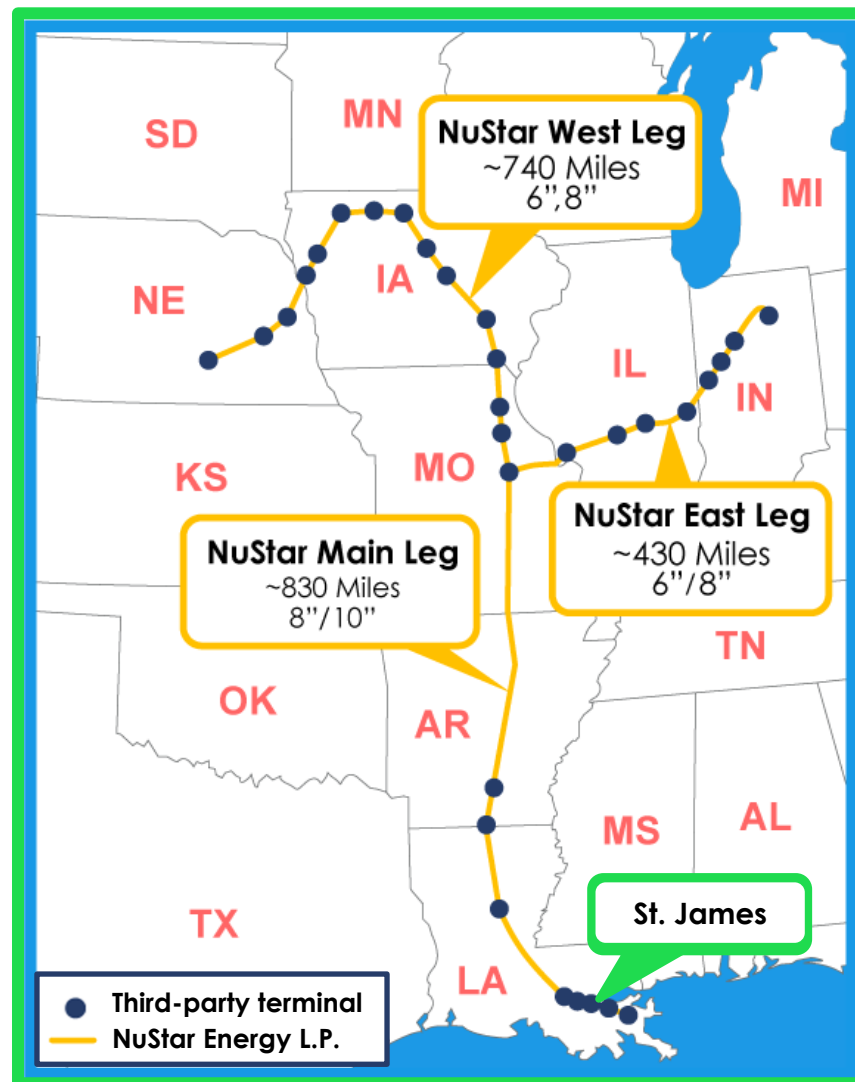 SD
MN
NuStar West Leg
~740 Miles
6”,8”
MI
NE
IA
IL
IN
KS
MO
NuStar Main Leg
~830 Miles
8”/10”
NuStar East Leg
~430 Miles
6”/8”
TN
OK
AR
MS
AL
TX
St. James
LA
Third-party terminal
NuStar Energy L.P.